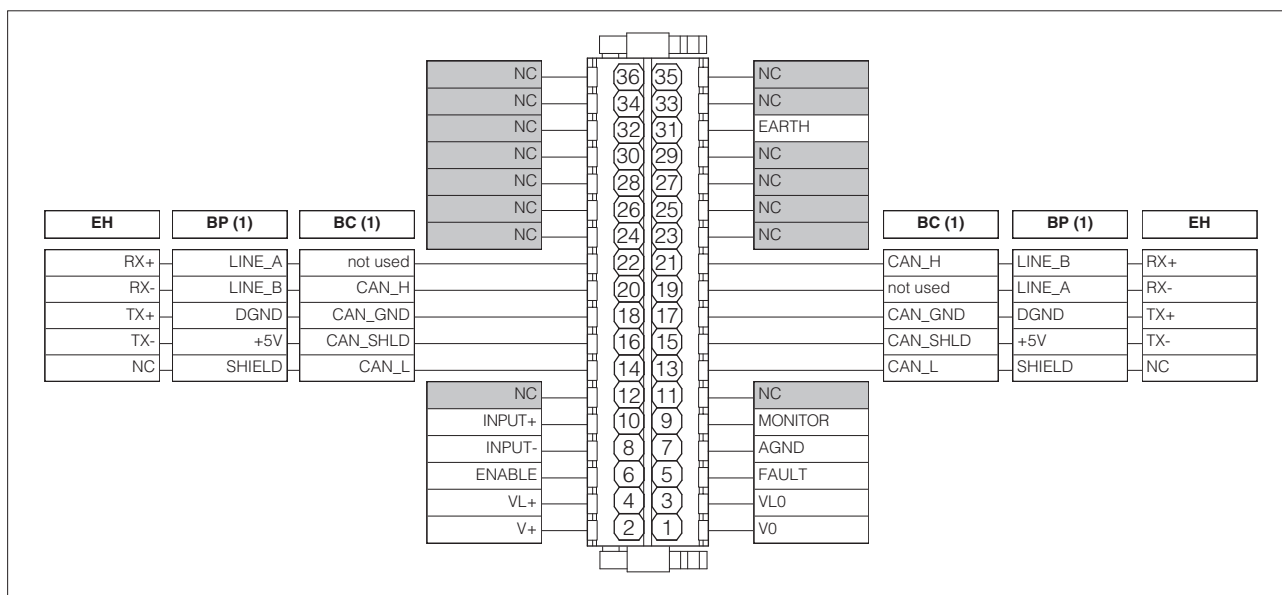 NC 36 35 NC
NC 34 33 NC
NC 32 31 EARTH
NC 30 29 NC
NC 28 27 NC
NC 26 25 NC
EH BP (1) BC (1) NC 24 23 NC BC (1) BP (1) EH
RX+ LINE_A not used 22 21 CAN_H LINE_B RX+
RX- LINE_B CAN_H 20 19 not used LINE_A RX-
TX+ DGND CAN_GND 18 17 CAN_GND DGND TX+
TX- +5V CAN_SHLD 16 15 CAN_SHLD +5V TX-
NC SHIELD CAN_L 14 13 CAN_L SHIELD NC
NC 12 11 NC
INPUT+ 10 9 MONITOR
INPUT- 8 7 AGND
ENABLE 6 5 FAULT
VL+ 4 3 VL0
V+ 2 1 V0